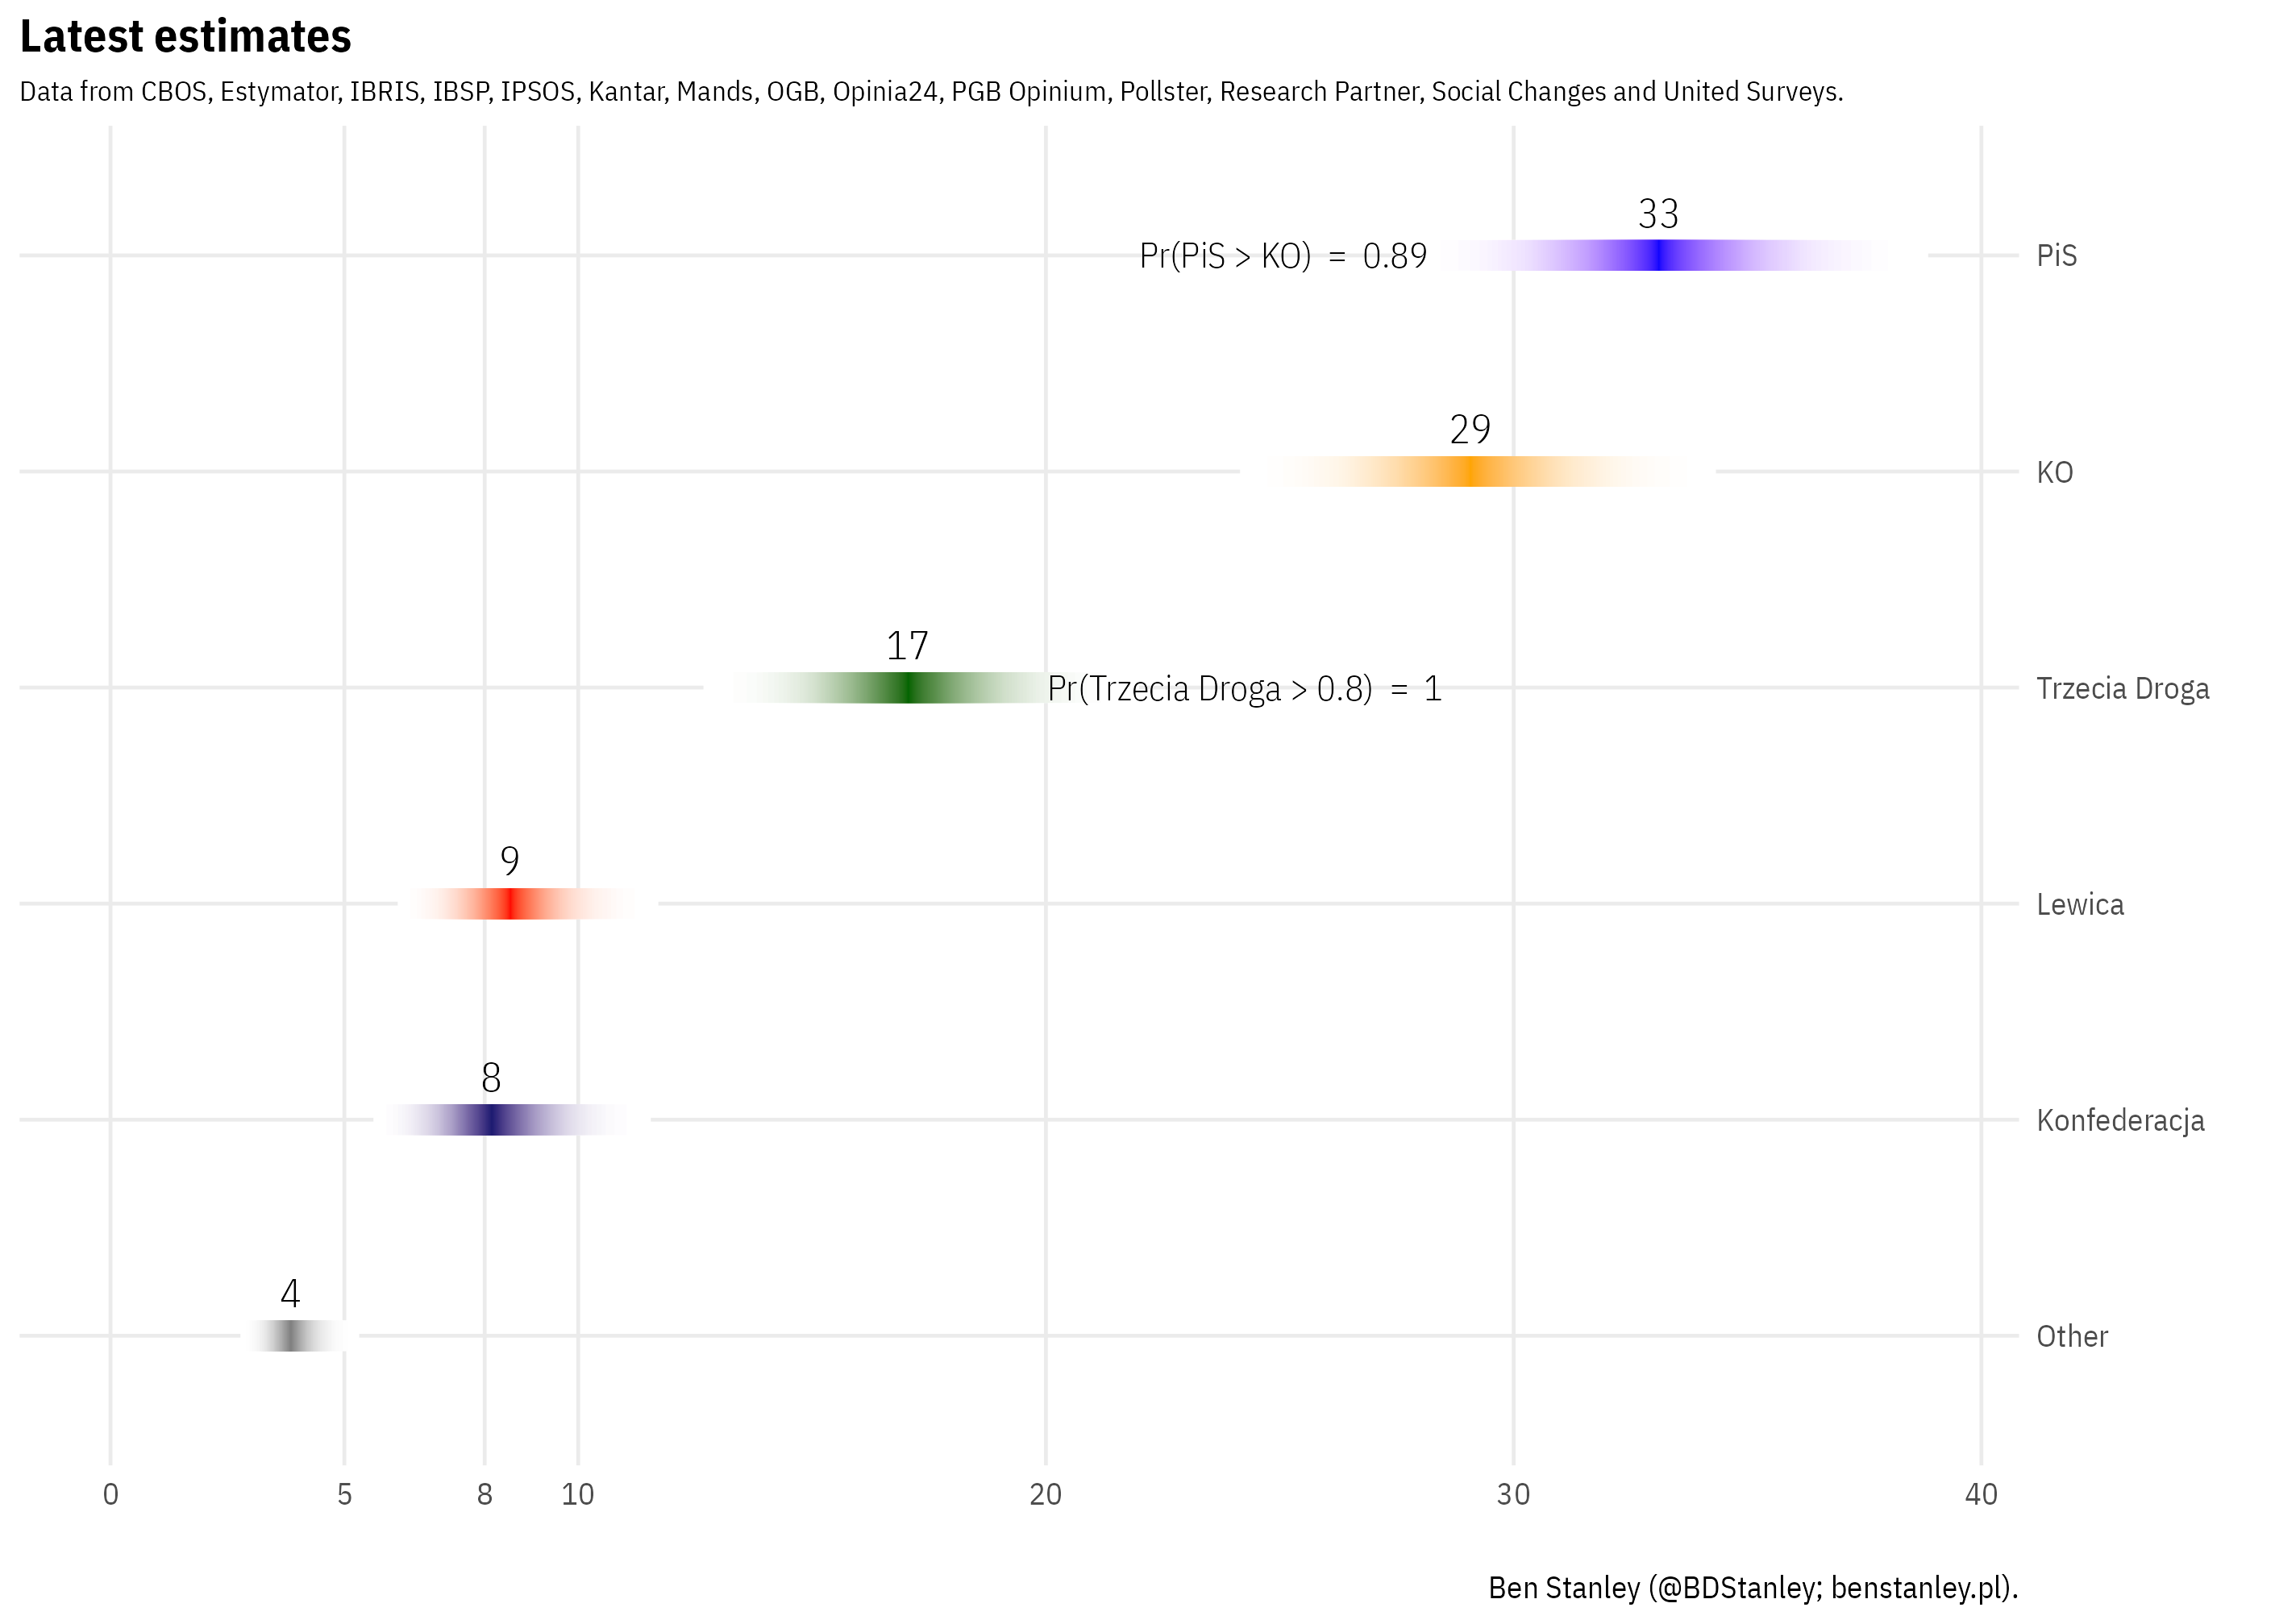 Latest estimates
Data from CBOS, Estymator, IBRIS, IBSP, IPSOS, Kantar, Mands, OGB, Opinia24, PGB Opinium, Pollster, Research Partner, Social Changes and United Surveys.
33
Pr(PiS > KO) = 0.89
PiS
29
KO
17
Pr(Trzecia Droga > 0.8) = 1
Trzecia Droga
9
Lewica
8
Konfederacja
4
Other
0 5 8 10 20 30 40
Ben Stanley (@BDStanley; benstanley.pl).